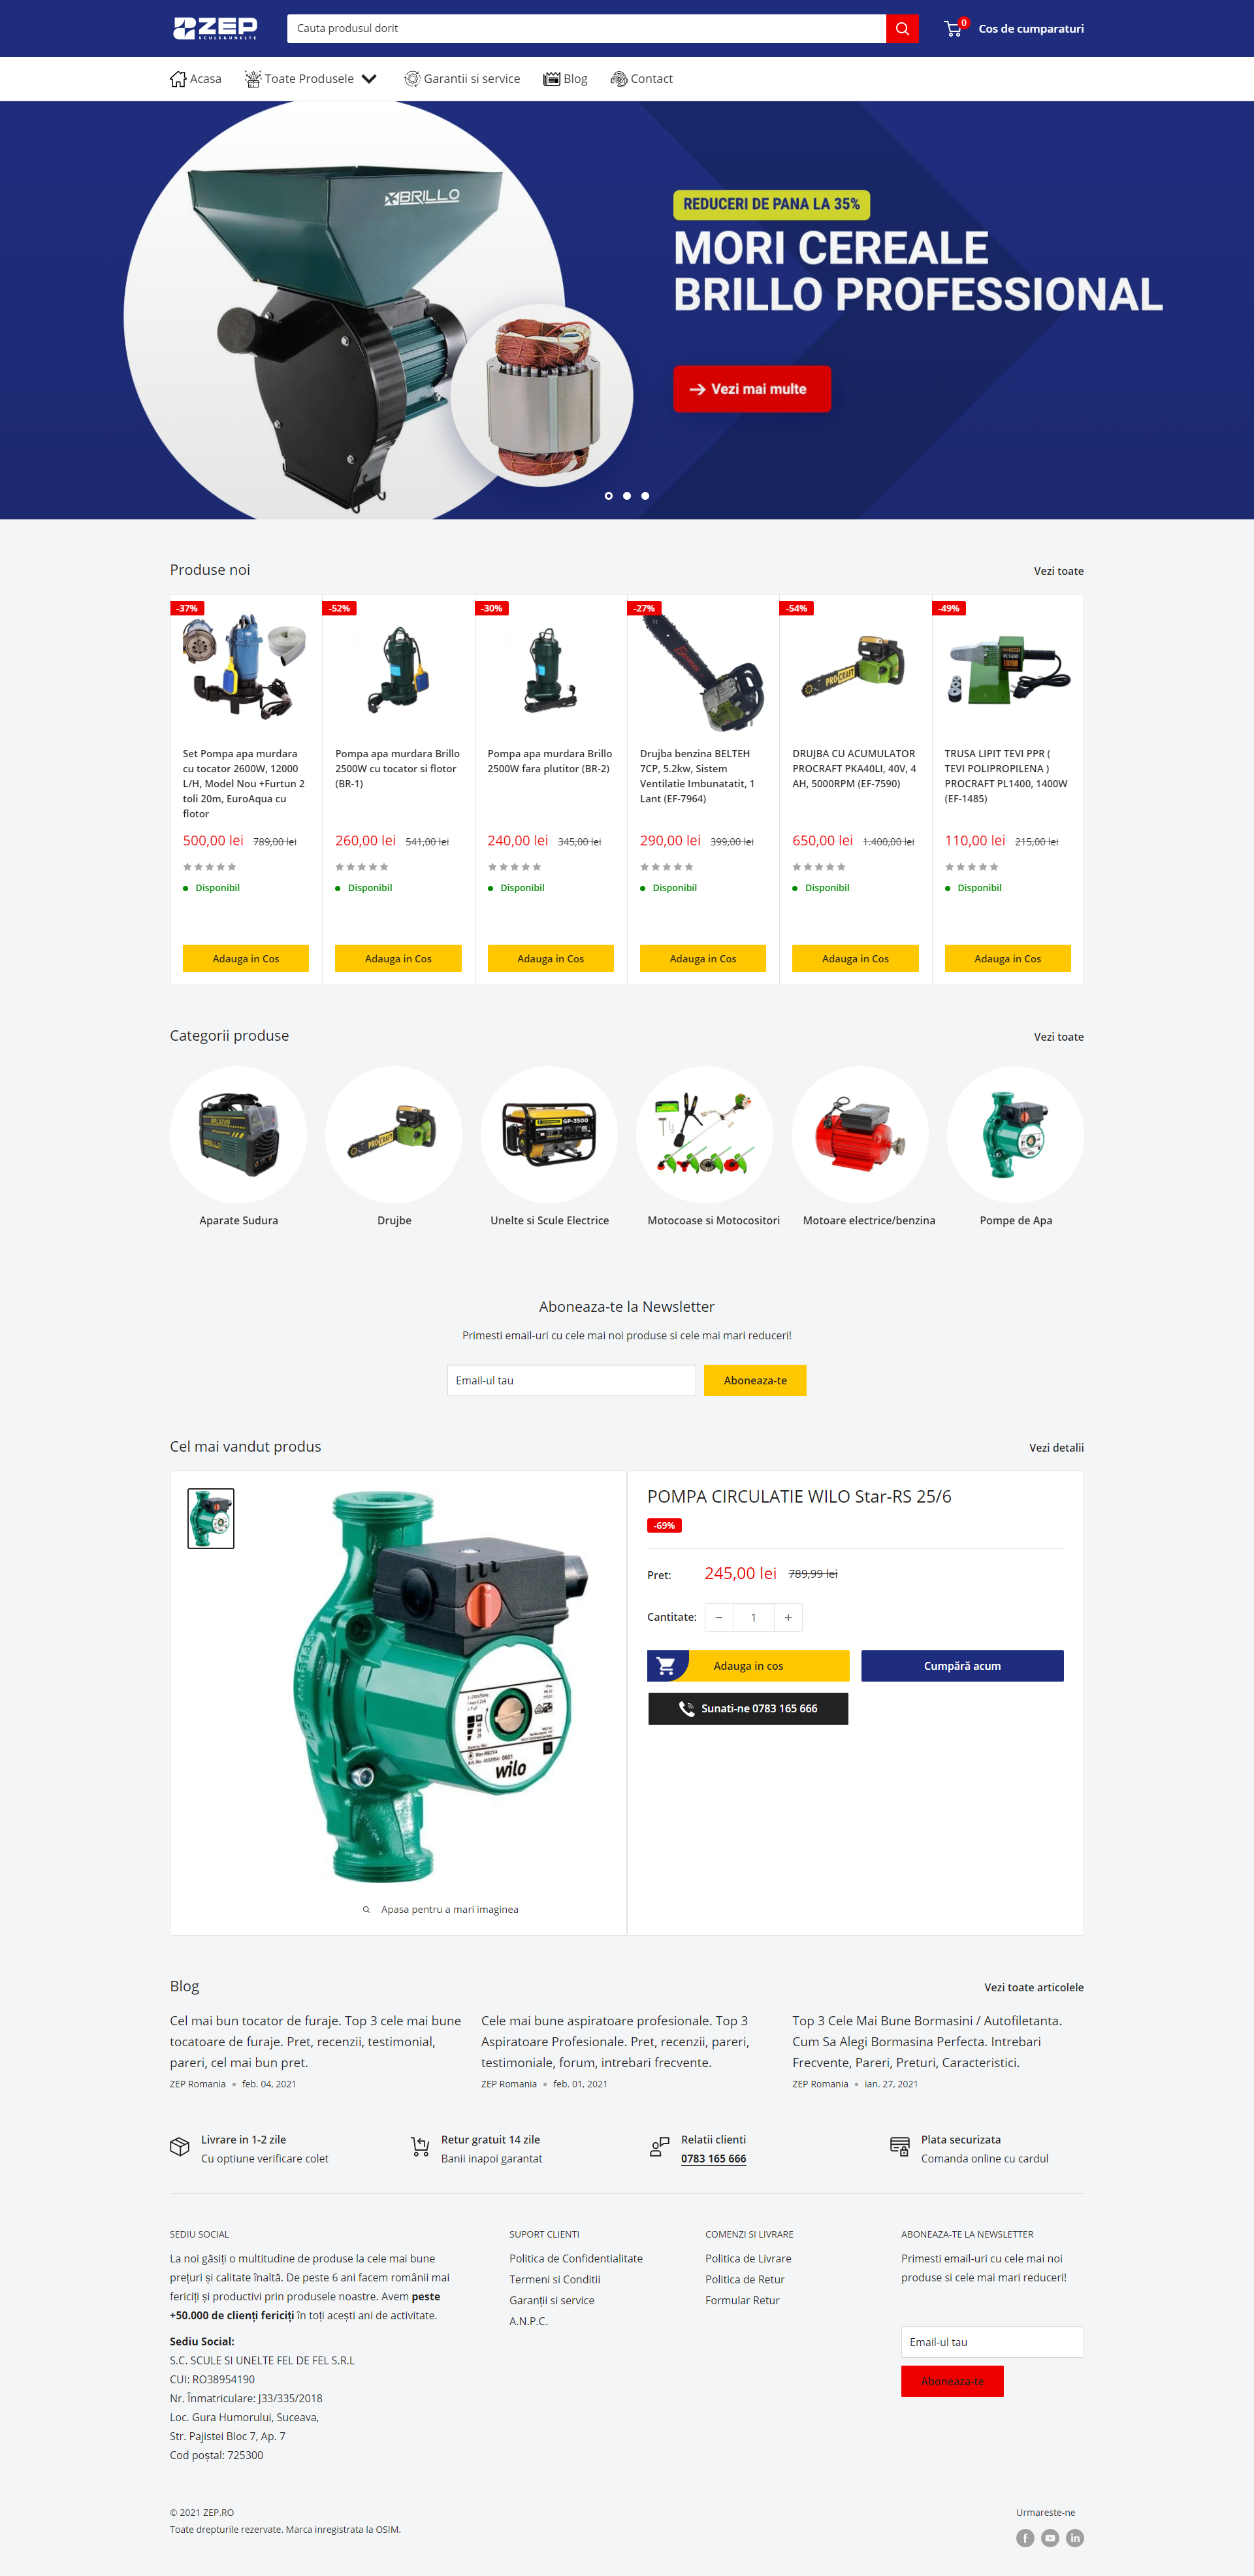 ZEP
SCULE&UNELTE
Cauta produsul dorit
0
Cos de cumparaturi
Acasa
Toate Produsele
Garantii si service
Blog
Contact
BRILLO
REDUCERI DE PANA LA 35%
MORI CEREALE
BRILLO PROFESSIONAL
Vezi mai multe
Produse noi
Vezi toate
-37%
Set Pompa apa murdara
cu tocator 2600W, 12000
L/H, Model Nou +Furtun 2
toli 20m, EuroAqua cu
flotor
500,00 lei 789,00 lei
Disponibil
Adauga in Cos
-52%
Pompa apa murdara Brillo
2500W cu tocator si flotor
(BR-1)
260,00 lei 541,00 lei
Disponibil
Adauga in Cos
-30%
Pompa apa murdara Brillo
2500W fara plutitor (BR-2)
240,00 lei 345,00 lei
Disponibil
Adauga in Cos
-27%
Drujba benzina BELTEH
7CP, 5.2kw, Sistem
Ventilatie Imbunatatit, 1
Lant (EF-7964)
290,00 lei 399,00 lei
Disponibil
Adauga in Cos
-54%
PROCRAFT
DRUJBA CU ACUMULATOR
PROCRAFT PKA40LI, 40V, 4
AH, 5000RPM (EF-7590)
650,00 lei 1.400,00 lei
Disponibil
Adauga in Cos
-49%
TRUSA LIPIT TEVI PPR (
TEVI POLIPROPILENA )
PROCRAFT PL1400, 1400W
(EF-1485)
110,00 lei 215,00 lei
Disponibil
Adauga in Cos
Categorii produse
Vezi toate
PROCRAFT
GP-3500
Aparate Sudura
Drujbe
Unelte si Scule Electrice
Motocoase si Motocositori
Motoare electrice/benzina
Pompe de Apa
Aboneaza-te la Newsletter
Primesti email-uri cu cele mai noi produse si cele mai mari reduceri!
Email-ul tau
Aboneaza-te
Cel mai vandut produs
Vezi detalii
wilo
Apasa pentru a mari imaginea
POMPA CIRCULATIE WILO Star-RS 25/6
-69%
Pret: 245,00 lei 789,99 lei
Cantitate: − 1 +
Adauga in cos
Cumpără acum
Sunati-ne 0783 165 666
Blog
Vezi toate articolele
Cel mai bun tocator de furaje. Top 3 cele mai bune
tocatoare de furaje. Pret, recenzii, testimonial,
pareri, cel mai bun pret.
ZEP Romania feb. 04, 2021
Cele mai bune aspiratoare profesionale. Top 3
Aspiratoare Profesionale. Pret, recenzii, pareri,
testimoniale, forum, intrebari frecvente.
ZEP Romania feb. 01, 2021
Top 3 Cele Mai Bune Bormasini / Autofiletanta.
Cum Sa Alegi Bormasina Perfecta. Intrebari
Frecvente, Pareri, Preturi, Caracteristici.
ZEP Romania ian. 27, 2021
Livrare in 1-2 zile
Cu optiune verificare colet
Retur gratuit 14 zile
Banii inapoi garantat
Relatii clienti
0783 165 666
Plata securizata
Comanda online cu cardul
SEDIU SOCIAL
La noi găsiți o multitudine de produse la cele mai bune
prețuri și calitate înaltă. De peste 6 ani facem românii mai
fericiți și productivi prin produsele noastre. Avem peste
+50.000 de clienți fericiți în toți acești ani de activitate.
Sediu Social:
S.C. SCULE SI UNELTE FEL DE FEL S.R.L
CUI: RO38954190
Nr. Înmatriculare: J33/335/2018
Loc. Gura Humorului, Suceava,
Str. Pajistei Bloc 7, Ap. 7
Cod poștal: 725300
SUPORT CLIENTI
Politica de Confidentialitate
Termeni si Conditii
Garanții si service
A.N.P.C.
COMENZI SI LIVRARE
Politica de Livrare
Politica de Retur
Formular Retur
ABONEAZA-TE LA NEWSLETTER
Primesti email-uri cu cele mai noi
produse si cele mai mari reduceri!
Email-ul tau
Aboneaza-te
© 2021 ZEP.RO
Toate drepturile rezervate. Marca inregistrata la OSIM.
Urmareste-ne